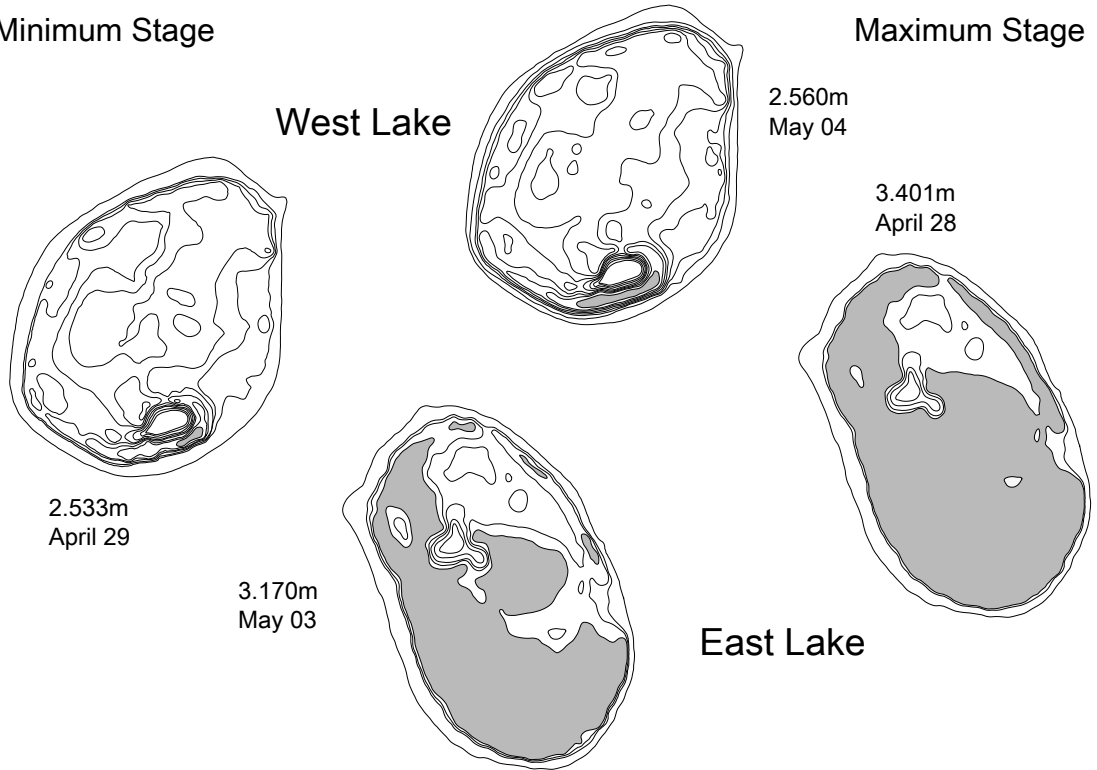 Minimum Stage
Maximum Stage
West Lake
2.560m
May 04
3.401m
April 28
2.533m
April 29
3.170m
May 03
East Lake